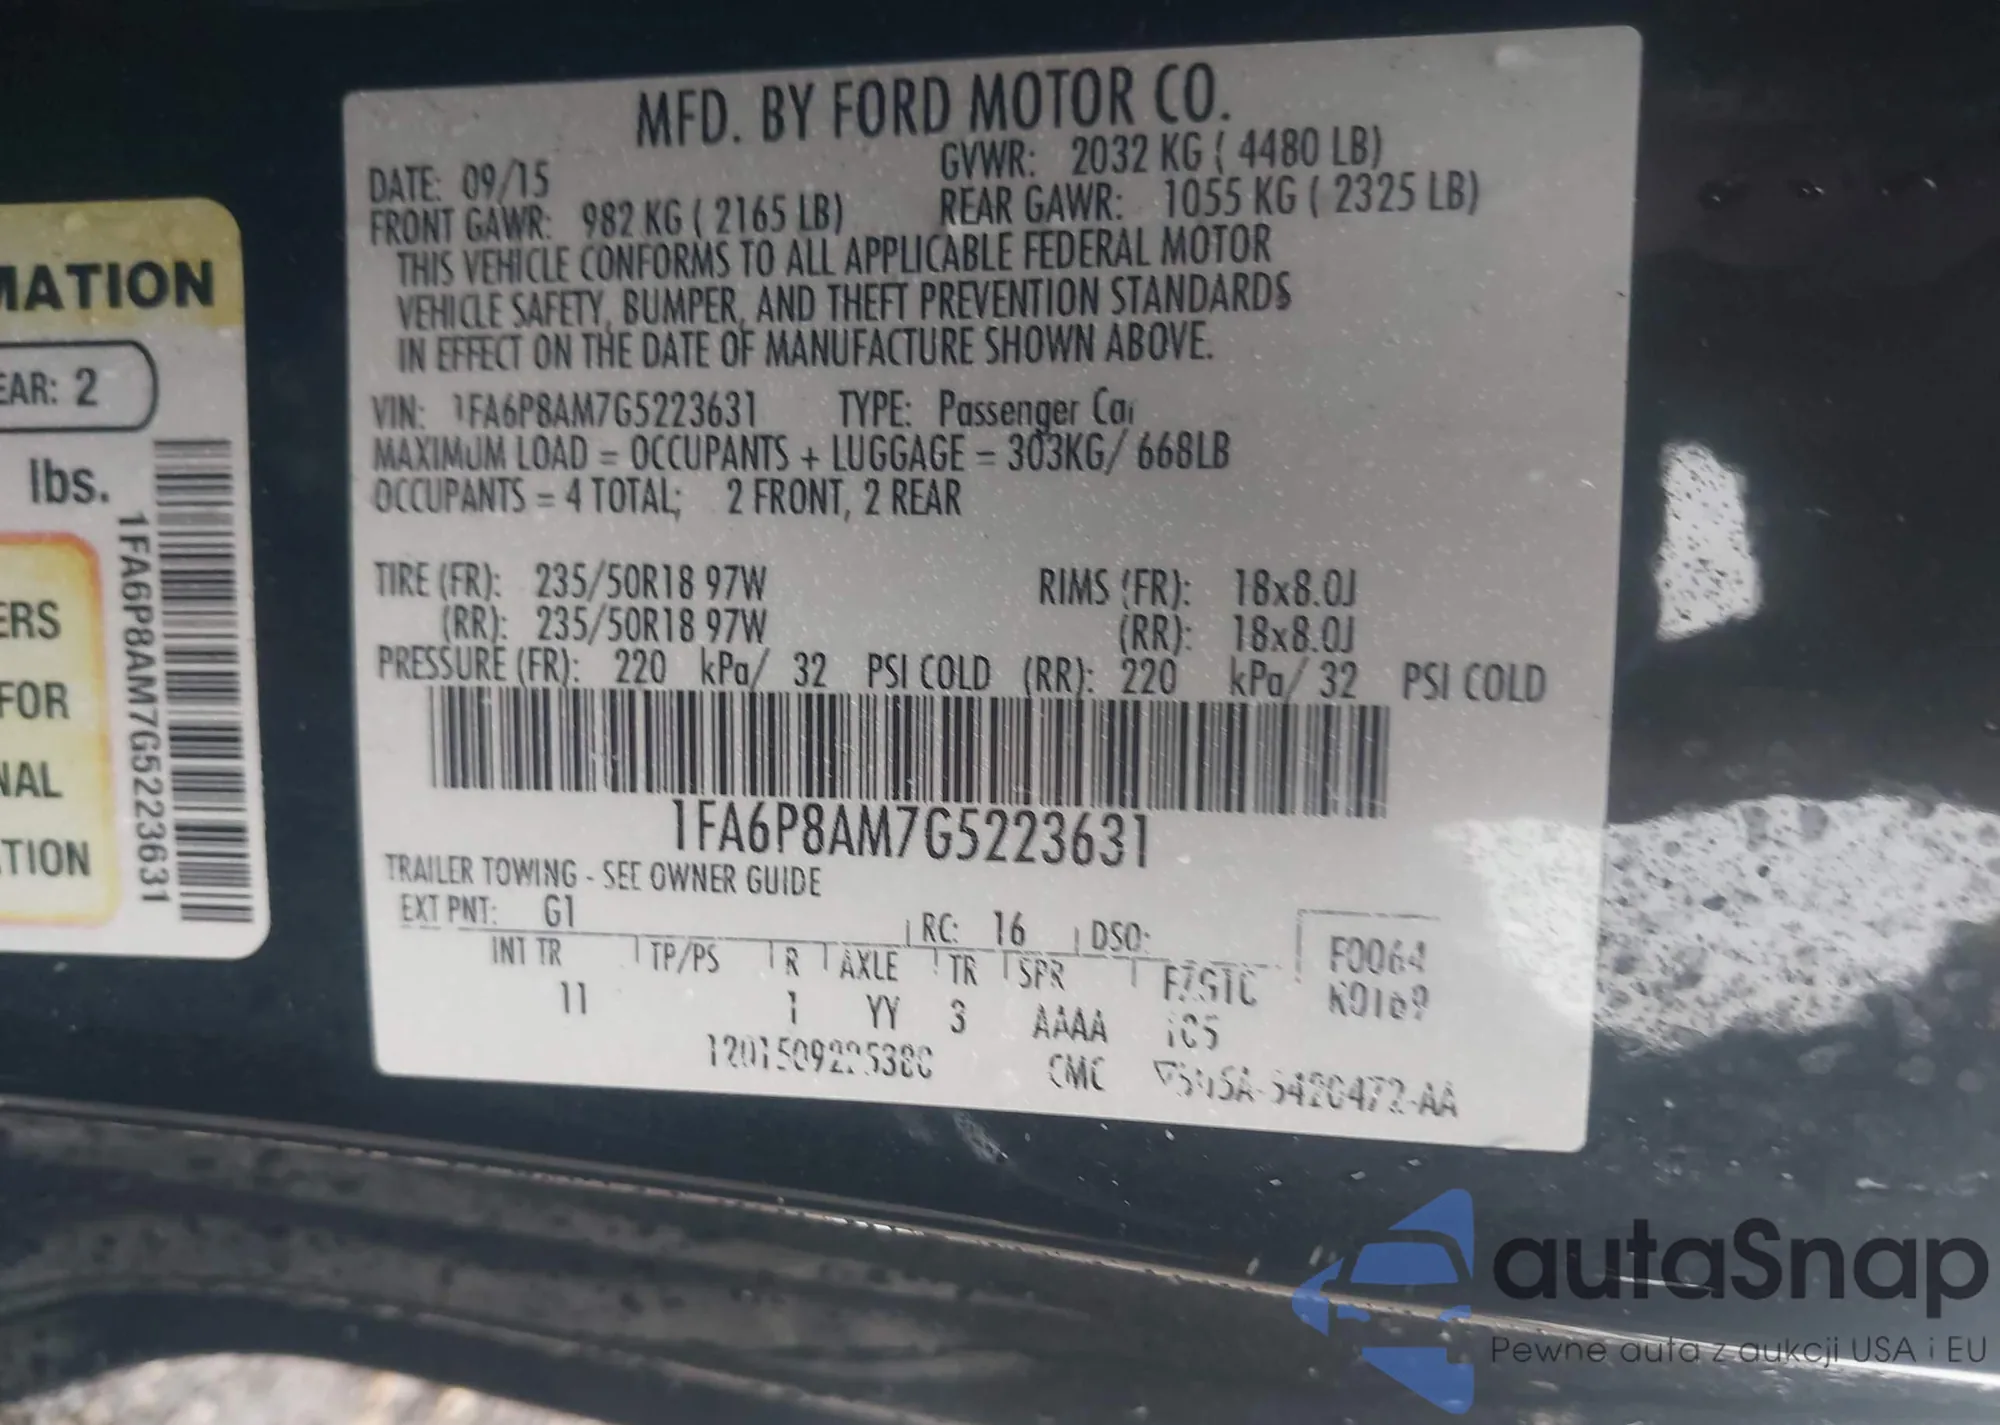 MATION
EAR: 2
lbs.
1FA6P8AM7G5223631
ERS
FOR
NAL
TION
MFD. BY FORD MOTOR CO.
DATE: 09/15 GVWR: 2032 KG ( 4480 LB)
FRONT GAWR: 982 KG ( 2165 LB) REAR GAWR: 1055 KG ( 2325 LB)
THIS VEHICLE CONFORMS TO ALL APPLICABLE FEDERAL MOTOR
VEHICLE SAFETY, BUMPER, AND THEFT PREVENTION STANDARDS
IN EFFECT ON THE DATE OF MANUFACTURE SHOWN ABOVE.
VIN: 1FA6P8AM7G5223631 TYPE: Passenger Car
MAXIMUM LOAD = OCCUPANTS + LUGGAGE = 303KG/ 668LB
OCCUPANTS = 4 TOTAL; 2 FRONT, 2 REAR
TIRE (FR): 235/50R18 97W RIMS (FR): 18x8.0J
(RR): 235/50R18 97W (RR): 18x8.0J
PRESSURE (FR): 220 kPa/ 32 PSI COLD (RR): 220 kPa/ 32 PSI COLD
1FA6P8AM7G5223631
TRAILER TOWING - SEE OWNER GUIDE
EXT PNT: G1 RC: 16 DSO: F0064
INT TR TP/PS R AXLE TR SPR K0169
11 1 YY 3 AAAA
CMC
autaSnap
Pewne auta z aukcji USA i EU